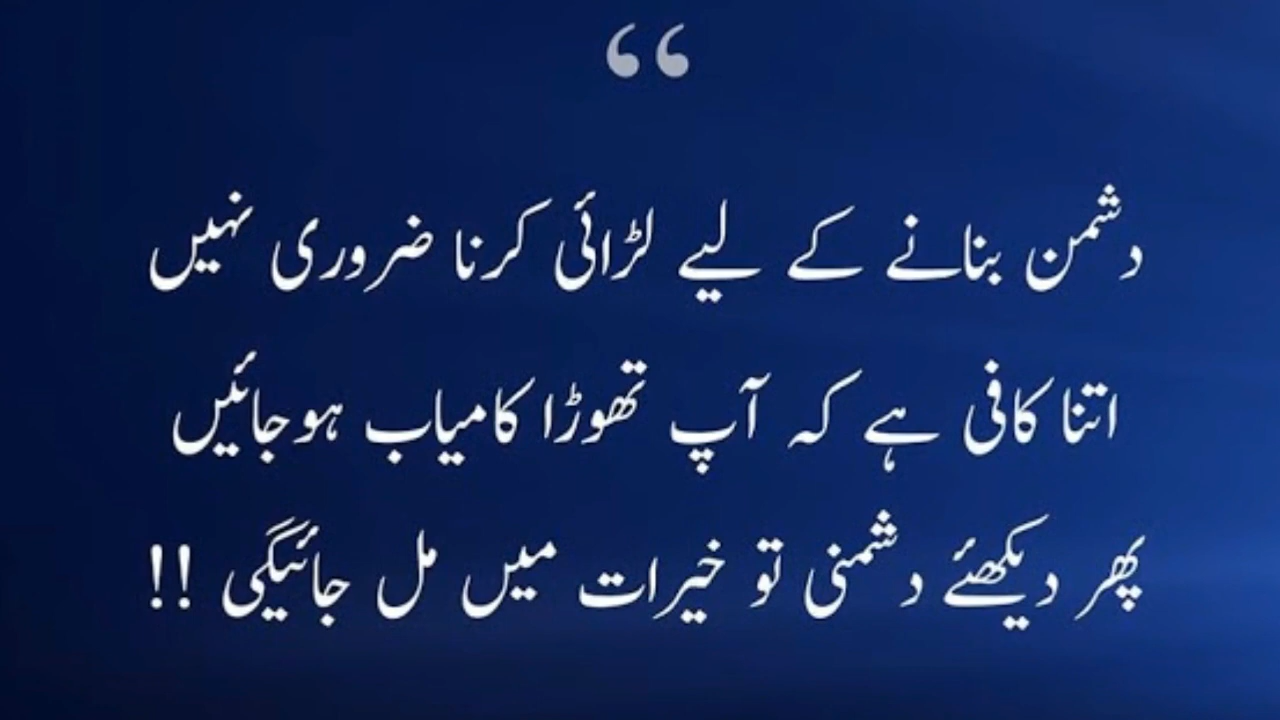 “
دشمن بنانے کے لیے لڑائی کرنا ضروری نہیں
اتنا کافی ہے کہ آپ تھوڑا کامیاب ہوجائیں
پھر دیکھئے دشمنی تو خیرات میں مل جائیگی !!